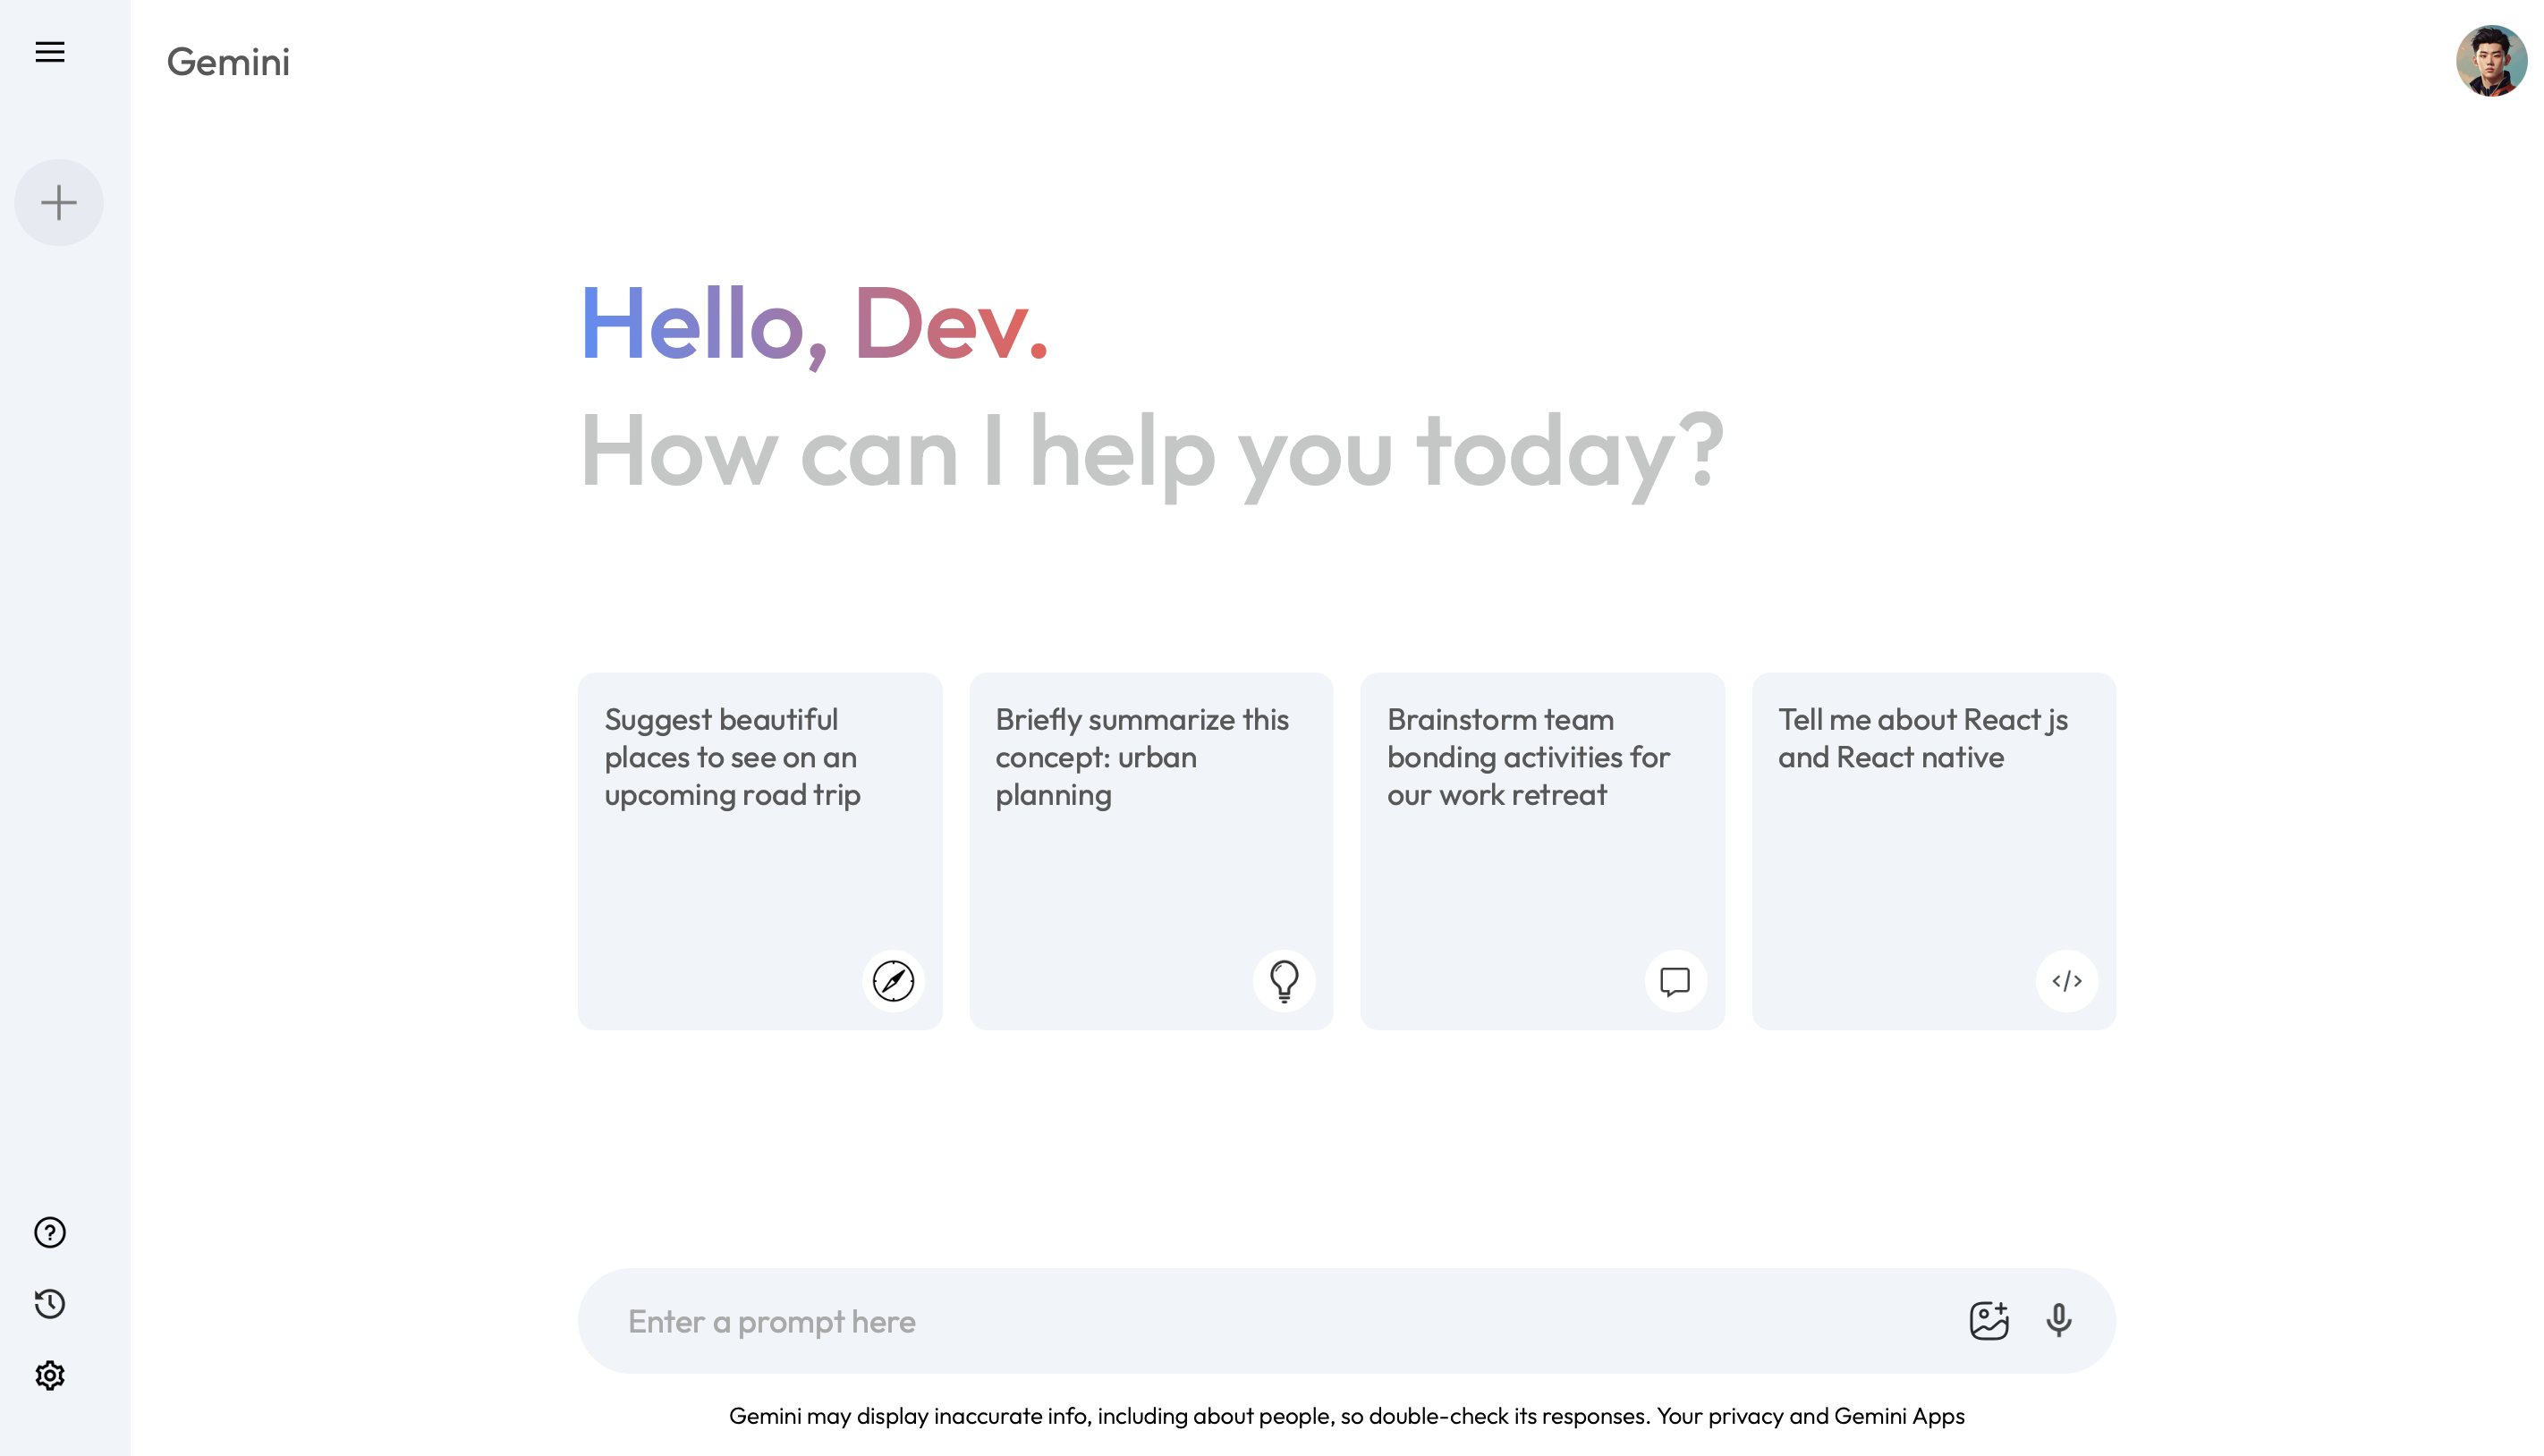 Gemini
Hello, Dev.
How can I help you today?
Suggest beautiful
places to see on an
upcoming road trip
Briefly summarize this
concept: urban
planning
Brainstorm team
bonding activities for
our work retreat
Tell me about React js
and React native
Enter a prompt here
Gemini may display inaccurate info, including about people, so double-check its responses. Your privacy and Gemini Apps